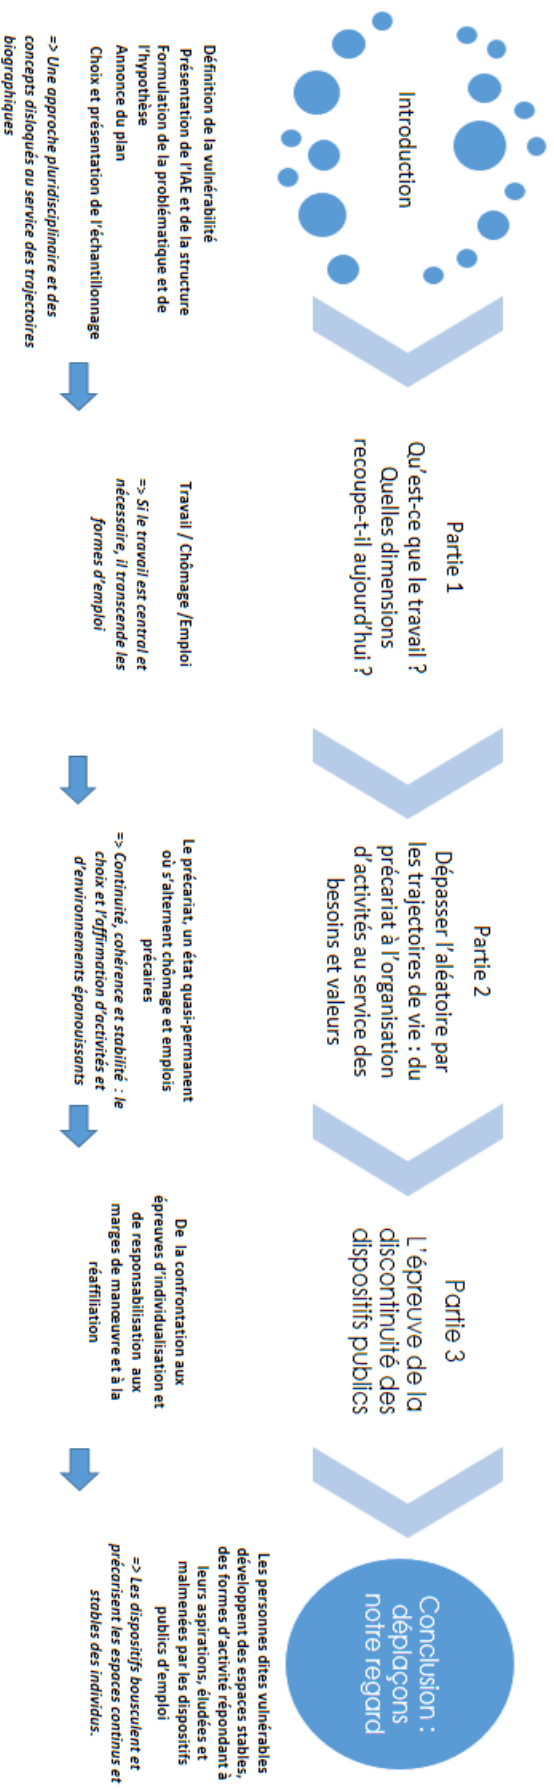 Introduction
Définition de la vulnérabilité
Présentation de l'IAE et de la structure
Formulation de la problématique et de
l'hypothèse
Annonce du plan
Choix et présentation de l'échantillonnage
=> Une approche pluridisciplinaire et des
concepts disloqués au service des trajectoires
biographiques
Partie 1
Qu'est-ce que le travail ?
Quelles dimensions
recoupe-t-il aujourd'hui ?
Travail / Chômage /Emploi
=> Si le travail est central et
nécessaire, il transcende les
formes d'emploi
Partie 2
Dépasser l'aléatoire par
les trajectoires de vie : du
précariat à l'organisation
d'activités au service des
besoins et valeurs
Le précariat, un état quasi-permanent
où s'alternent chômage et emplois
précaires
=> Continuité, cohérence et stabilité : le
choix et l'affirmation d'activités et
d'environnements épanouissants
Partie 3
L'épreuve de la
discontinuité des
dispositifs publics
De la confrontation aux
épreuves d'individualisation et
de responsabilisation aux
marges de manœuvre et à la
réaffiliation
Conclusion :
déplaçons
notre regard
Les personnes dites vulnérables
développent des espaces stables,
des formes d'activité répondant à
leurs aspirations, éludées et
malmenées par les dispositifs
publics d'emploi
=> Les dispositifs bousculent et
précarisent les espaces continus et
stables des individus.